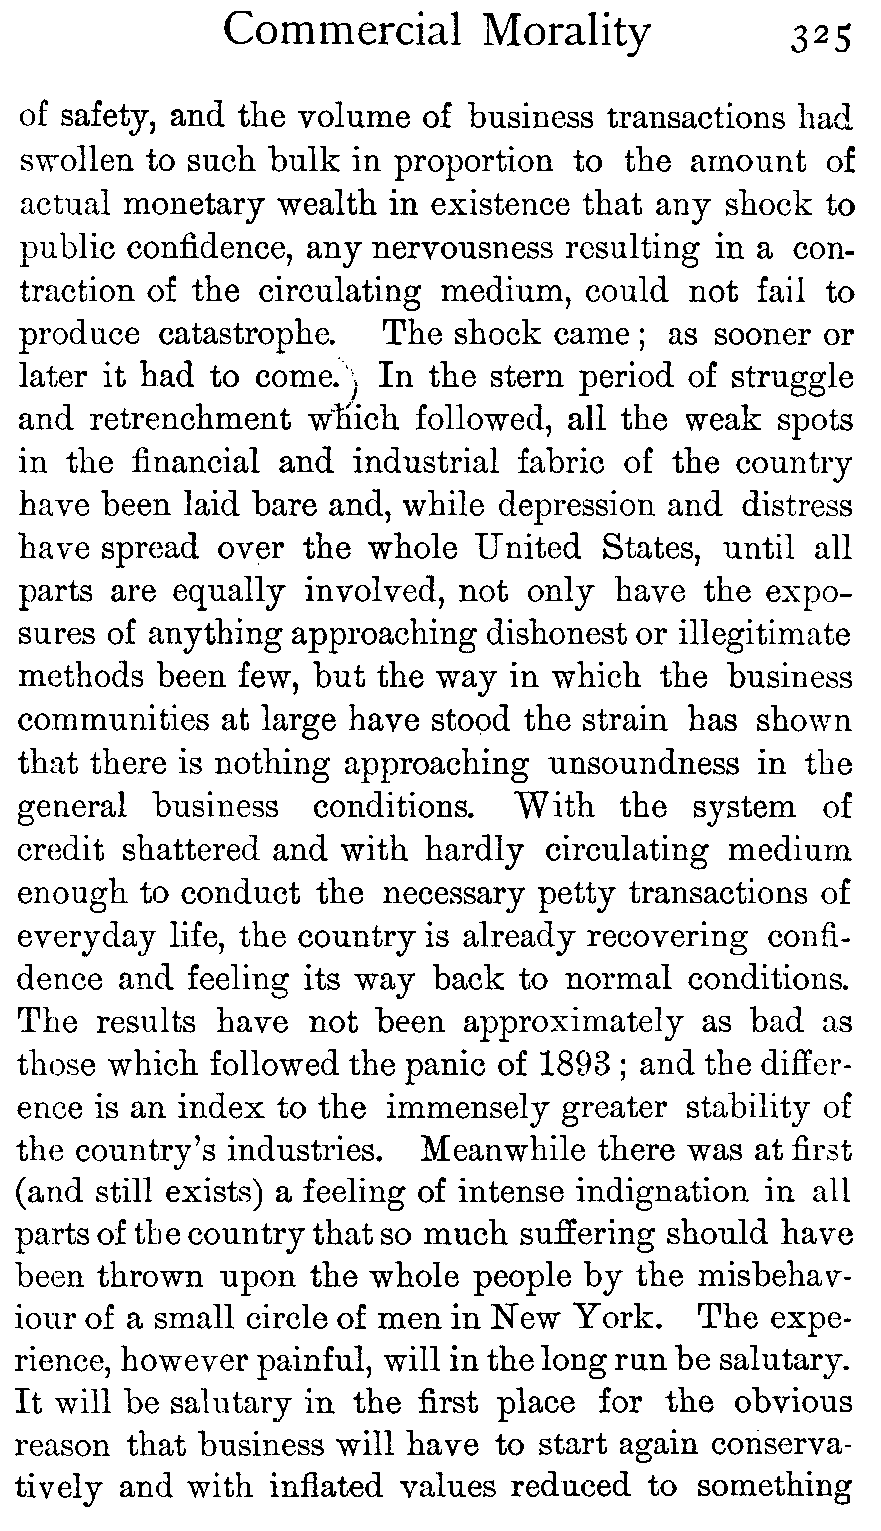 Commercial Morality 325
of safety, and the volume of business transactions had
swollen to such bulk in proportion to the amount of
actual monetary wealth in existence that any shock to
public confidence, any nervousness resulting in a con-
traction of the circulating medium, could not fail to
produce catastrophe. The shock came; as sooner or
later it had to come. In the stern period of struggle
and retrenchment which followed, all the weak spots
in the financial and industrial fabric of the country
have been laid bare and, while depression and distress
have spread over the whole United States, until all
parts are equally involved, not only have the expo-
sures of anything approaching dishonest or illegitimate
methods been few, but the way in which the business
communities at large have stood the strain has shown
that there is nothing approaching unsoundness in the
general business conditions. With the system of
credit shattered and with hardly circulating medium
enough to conduct the necessary petty transactions of
everyday life, the country is already recovering confi-
dence and feeling its way back to normal conditions.
The results have not been approximately as bad as
those which followed the panic of 1893; and the differ-
ence is an index to the immensely greater stability of
the country's industries. Meanwhile there was at first
(and still exists) a feeling of intense indignation in all
parts of the country that so much suffering should have
been thrown upon the whole people by the misbehav-
iour of a small circle of men in New York. The expe-
rience, however painful, will in the long run be salutary.
It will be salutary in the first place for the obvious
reason that business will have to start again conserva-
tively and with inflated values reduced to something